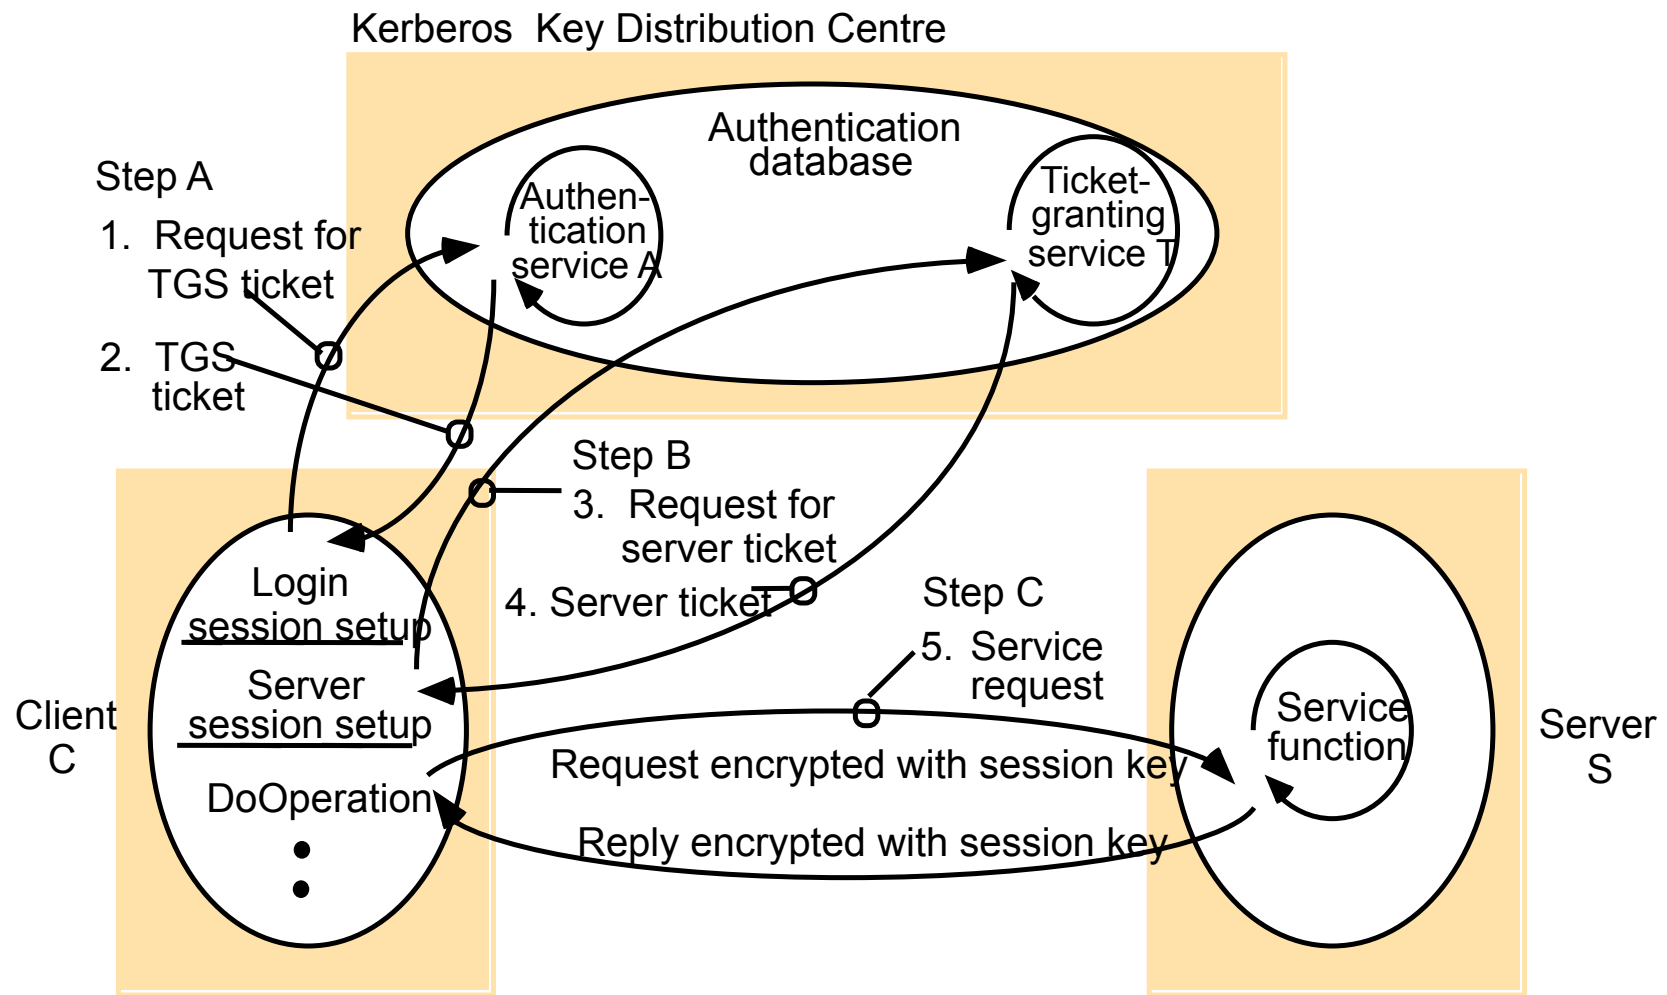 Kerberos Key Distribution Centre
Authentication
database
Authen-
tication
service A
Ticket-
granting
service T
Step A
1. Request for
TGS ticket
2. TGS
ticket
Step B
3. Request for
server ticket
4. Server ticket
Step C
5. Service
request
Login
session setup
Server
session setup
DoOperation
Client
C
Request encrypted with session key
Reply encrypted with session key
Service
function
Server
S